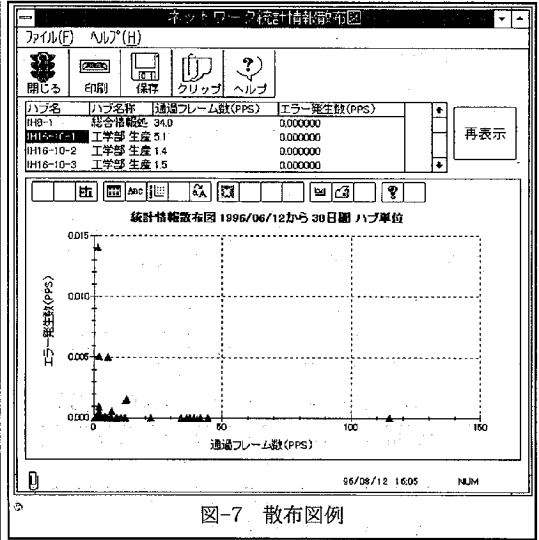 ネットワーク統計情報散布図
ファイル(F) ヘルプ(H)
閉じる 印刷 保存 クリップ ヘルプ
ハブ名 ハブ名称 通過フレーム数(PPS) エラー発生数(PPS)
IH8-1 総合情報処 34.0 0.000000
IH16-10-1 工学部 生産 5.1 0.000000
IH16-10-2 工学部 生産 1.4 0.000000
IH16-10-3 工学部 生産 1.5 0.000000
再表示
統計情報散布図 1996/06/12から 30日間 ハブ単位
エラー発生数(PPS)
0.015
0.010
0.005
0.000
0 50 100 150
通過フレーム数(PPS)
96/08/12 16:05 NUM
図-7 散布図例